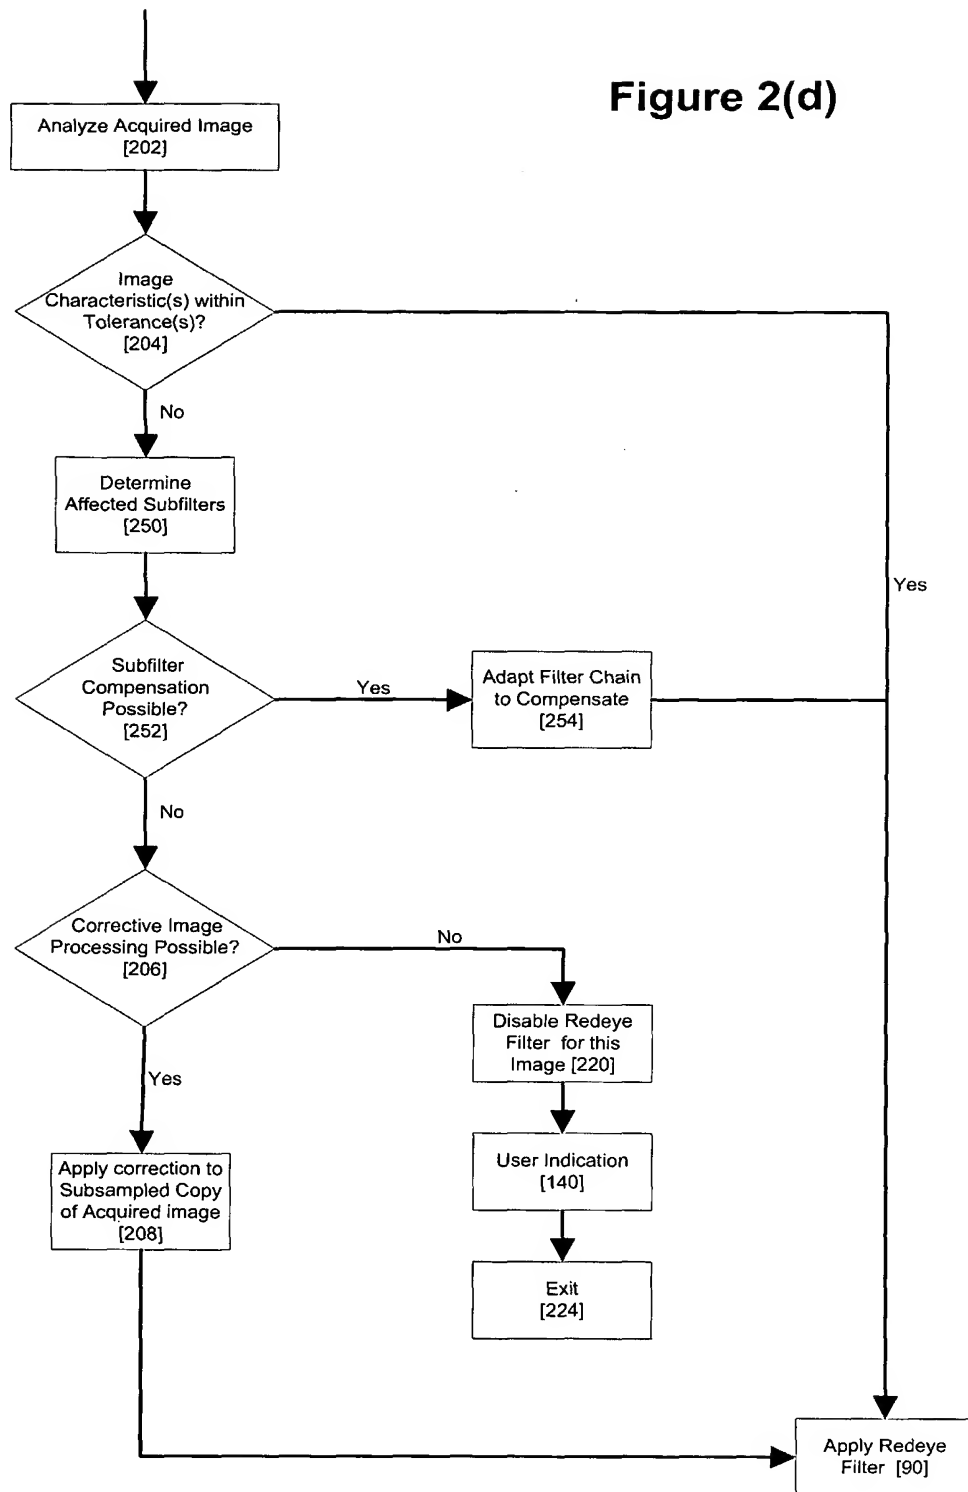 Figure 2(d)
Analyze Acquired Image
[202]
Image
Characteristic(s) within
Tolerance(s)?
[204]
No
Determine
Affected Subfilters
[250]
Yes
Subfilter
Compensation
Possible?
[252]
Yes
Adapt Filter Chain
to Compensate
[254]
No
Corrective Image
Processing Possible?
[206]
No
Disable Redeye
Filter for this
Image [220]
Yes
User Indication
[140]
Apply correction to
Subsampled Copy
of Acquired image
[208]
Exit
[224]
Apply Redeye
Filter [90]